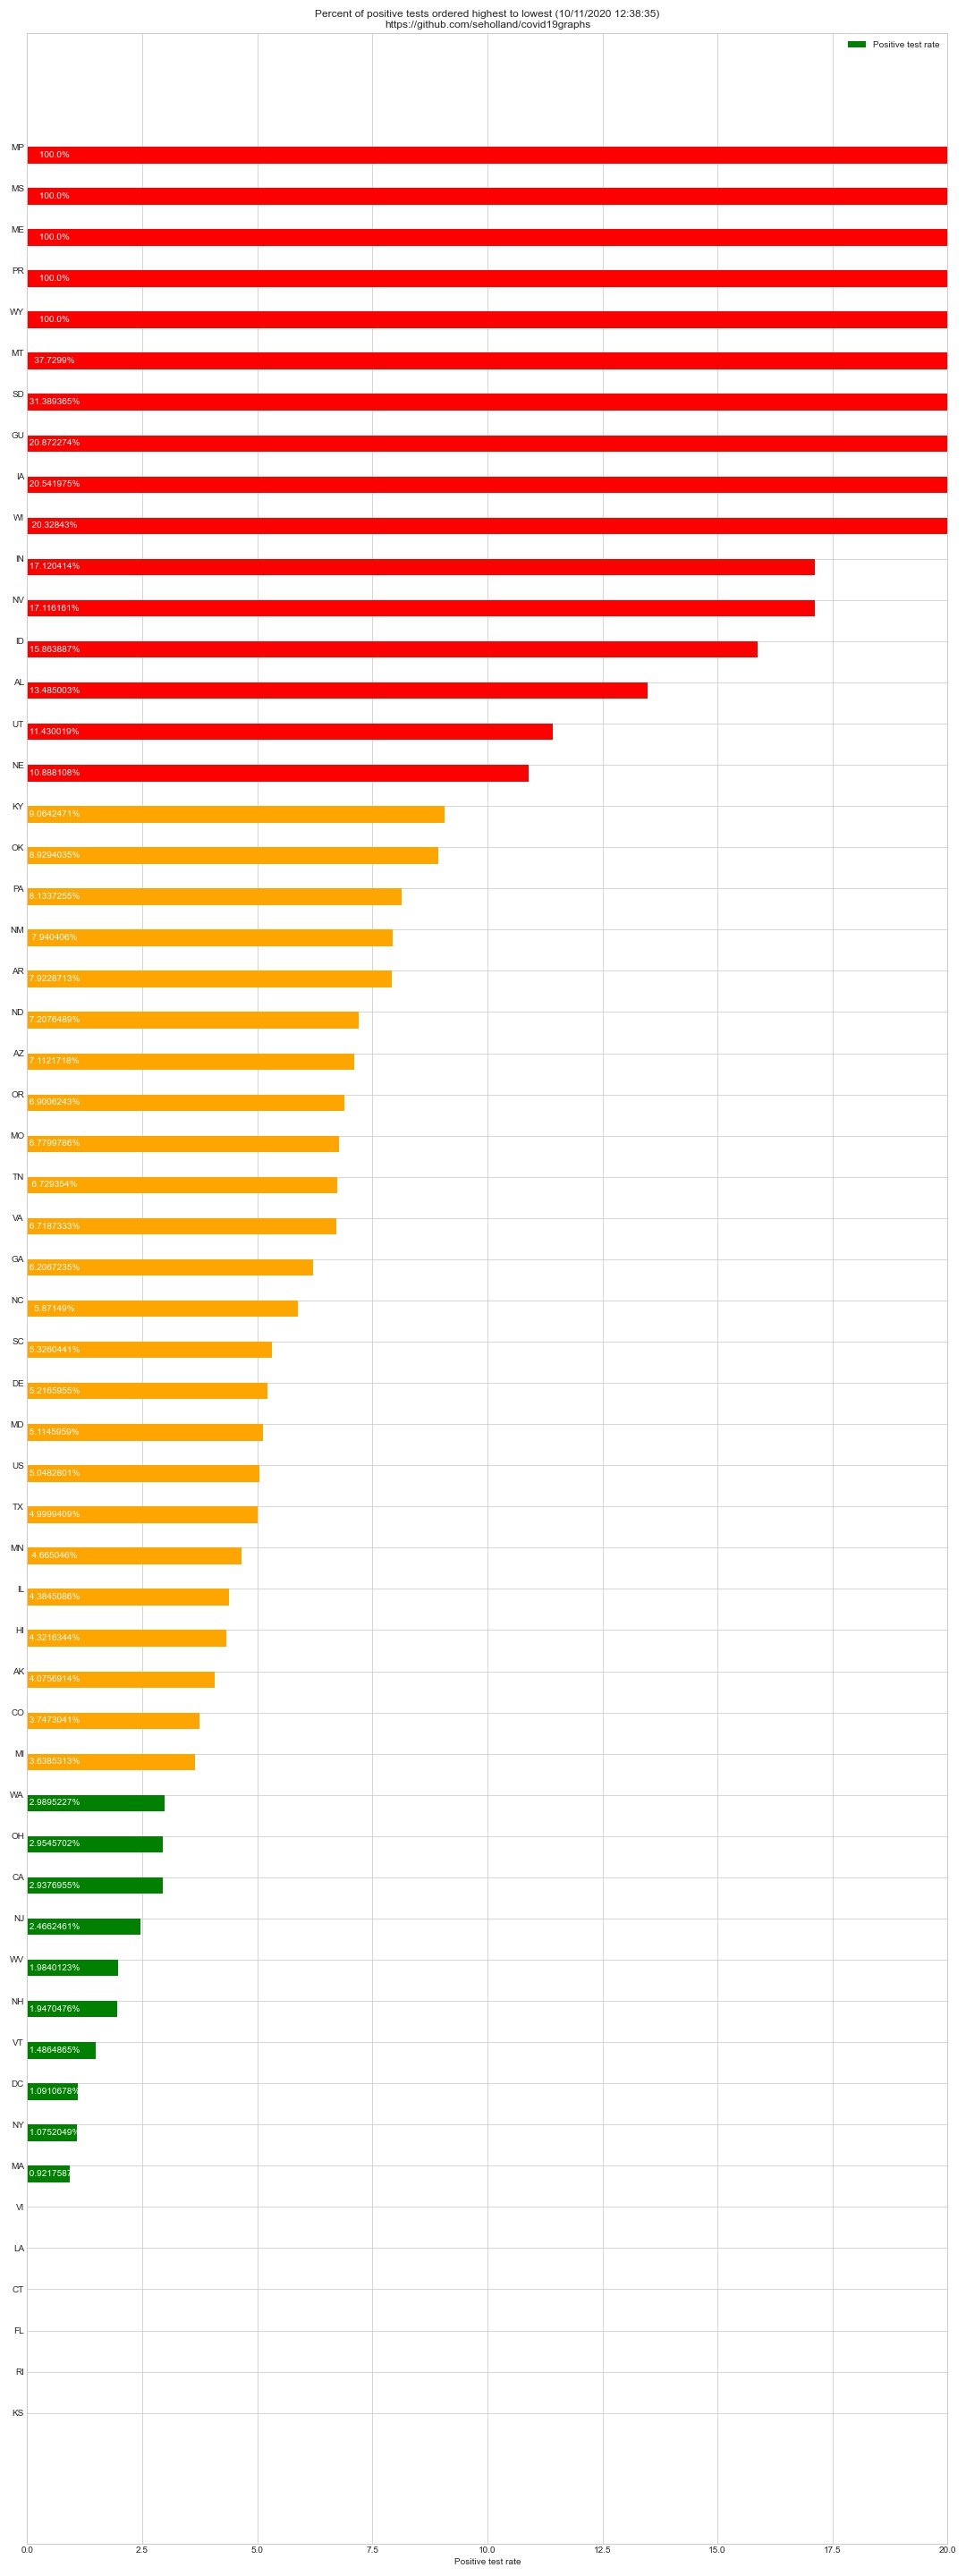 Percent of positive tests ordered highest to lowest (10/11/2020 12:38:35)
https://github.com/seholland/covid19graphs
Positive test rate
MP 100.0%
MS 100.0%
ME 100.0%
PR 100.0%
WY 100.0%
MT 37.7299%
SD 31.389365%
GU 20.872274%
IA 20.541975%
WI 20.32843%
IN 17.120414%
NV 17.116161%
ID 15.863887%
AL 13.485003%
UT 11.430019%
NE 10.888108%
KY 9.0642471%
OK 8.9294035%
PA 8.1337255%
NM 7.940406%
AR 7.9228713%
ND 7.2076489%
AZ 7.1121718%
OR 6.9006243%
MO 6.7799786%
TN 6.729354%
VA 6.7187333%
GA 6.2067235%
NC 5.87149%
SC 5.3260441%
DE 5.2165955%
MD 5.1145959%
US 5.0482801%
TX 4.9999409%
MN 4.665046%
IL 4.3845086%
HI 4.3216344%
AK 4.0756914%
CO 3.7473041%
MI 3.6385313%
WA 2.9895227%
OH 2.9545702%
CA 2.9376955%
NJ 2.4662461%
WV 1.9840123%
NH 1.9470476%
VT 1.4864865%
DC 1.0910678%
NY 1.0752049%
MA 0.9217587
VI
LA
CT
FL
RI
KS
0.0 2.5 5.0 7.5 10.0 12.5 15.0 17.5 20.0
Positive test rate